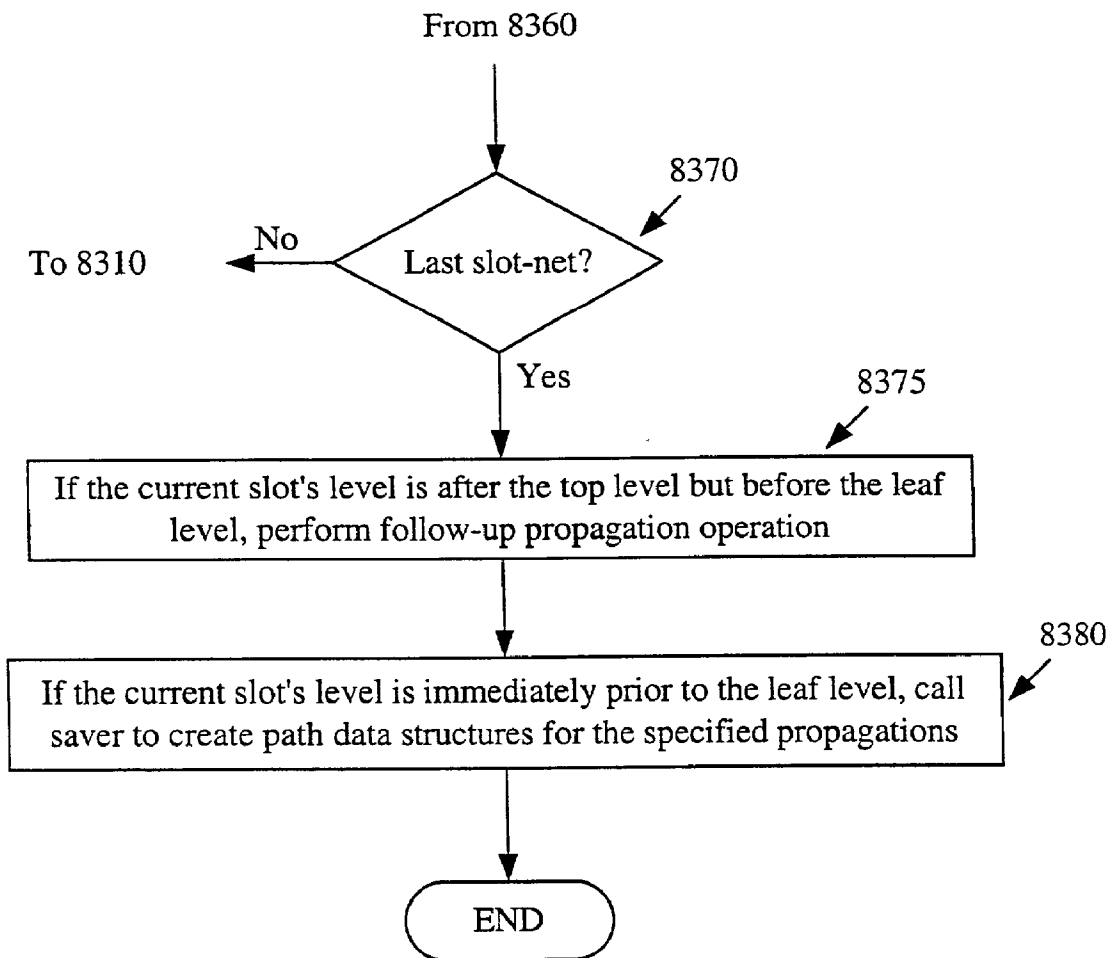 From 8360
8370
No
To 8310
Last slot-net?
Yes
8375
If the current slot's level is after the top level but before the leaf
level, perform follow-up propagation operation
8380
If the current slot's level is immediately prior to the leaf level, call
saver to create path data structures for the specified propagations
END